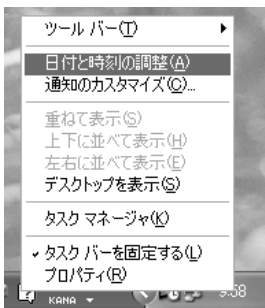 ツール バー(T)
日付と時刻の調整(A)
通知のカスタマイズ(C)...
重ねて表示(S)
上下に並べて表示(H)
左右に並べて表示(E)
デスクトップを表示(S)
タスク マネージャ(K)
タスク バーを固定する(L)
プロパティ(R)
KANA
9:58